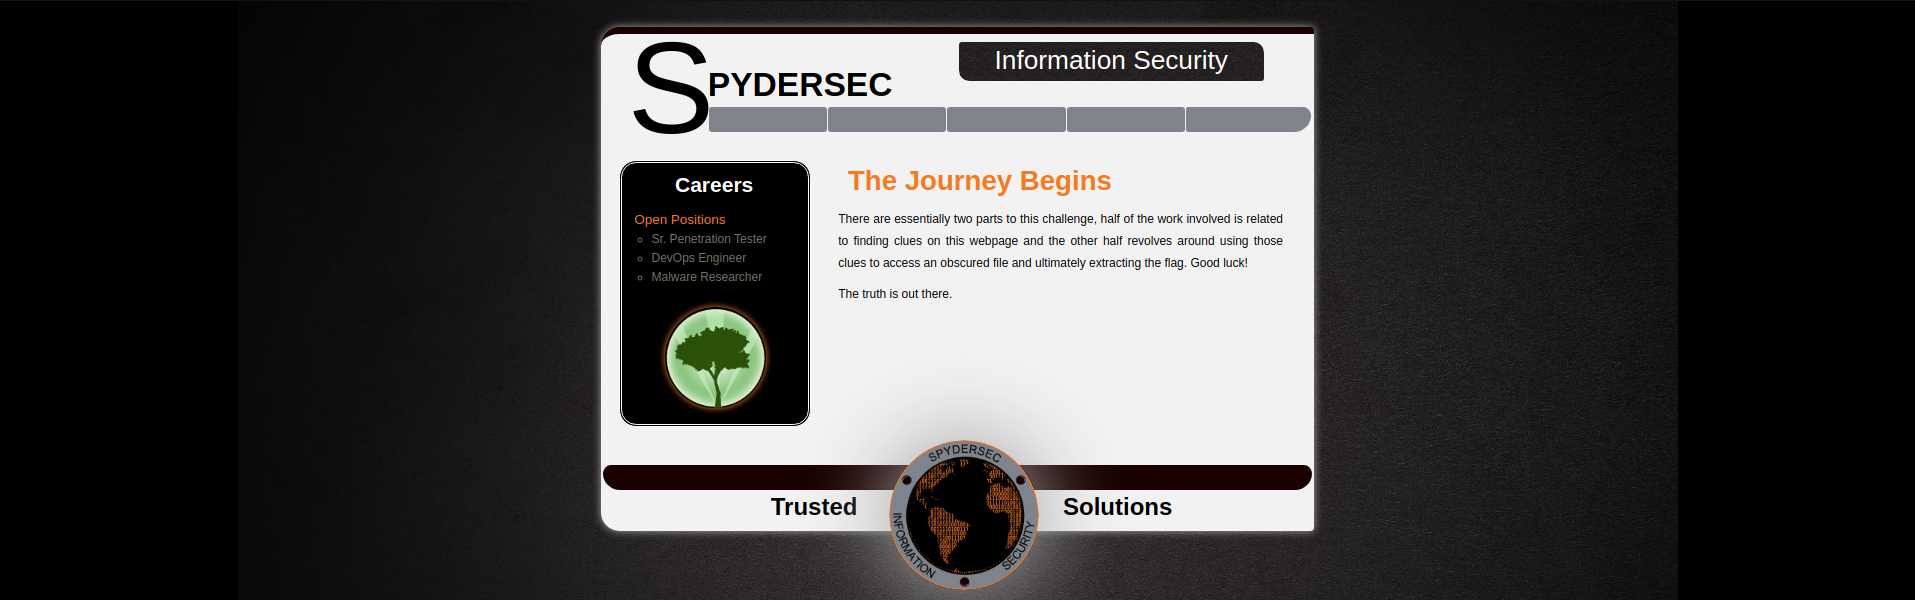 SPYDERSEC
Information Security
Careers
Open Positions
Sr. Penetration Tester
DevOps Engineer
Malware Researcher
The Journey Begins
There are essentially two parts to this challenge, half of the work involved is related
to finding clues on this webpage and the other half revolves around using those
clues to access an obscured file and ultimately extracting the flag. Good luck!
The truth is out there.
Trusted
SPYDERSEC
INFORMATION
SECURITY
Solutions